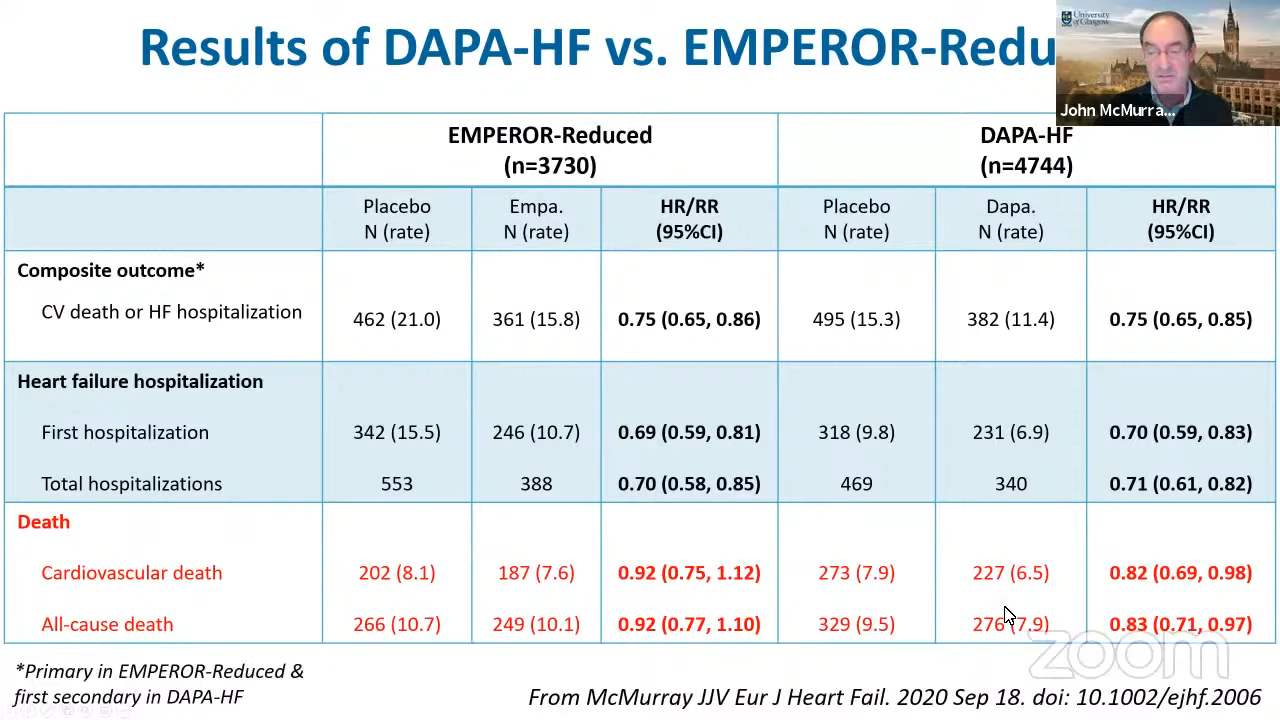 Results of DAPA-HF vs. EMPEROR-Redu
University of Glasgow
John McMurra...
EMPEROR-Reduced (n=3730)
DAPA-HF (n=4744)
Placebo N (rate)
Empa. N (rate)
HR/RR (95%CI)
Placebo N (rate)
Dapa. N (rate)
HR/RR (95%CI)
Composite outcome*
CV death or HF hospitalization 462 (21.0) 361 (15.8) 0.75 (0.65, 0.86) 495 (15.3) 382 (11.4) 0.75 (0.65, 0.85)
Heart failure hospitalization
First hospitalization 342 (15.5) 246 (10.7) 0.69 (0.59, 0.81) 318 (9.8) 231 (6.9) 0.70 (0.59, 0.83)
Total hospitalizations 553 388 0.70 (0.58, 0.85) 469 340 0.71 (0.61, 0.82)
Death
Cardiovascular death 202 (8.1) 187 (7.6) 0.92 (0.75, 1.12) 273 (7.9) 227 (6.5) 0.82 (0.69, 0.98)
All-cause death 266 (10.7) 249 (10.1) 0.92 (0.77, 1.10) 329 (9.5) 276 (7.9) 0.83 (0.71, 0.97)
zoom
*Primary in EMPEROR-Reduced &
first secondary in DAPA-HF
From McMurray JJV Eur J Heart Fail. 2020 Sep 18. doi: 10.1002/ejhf.2006